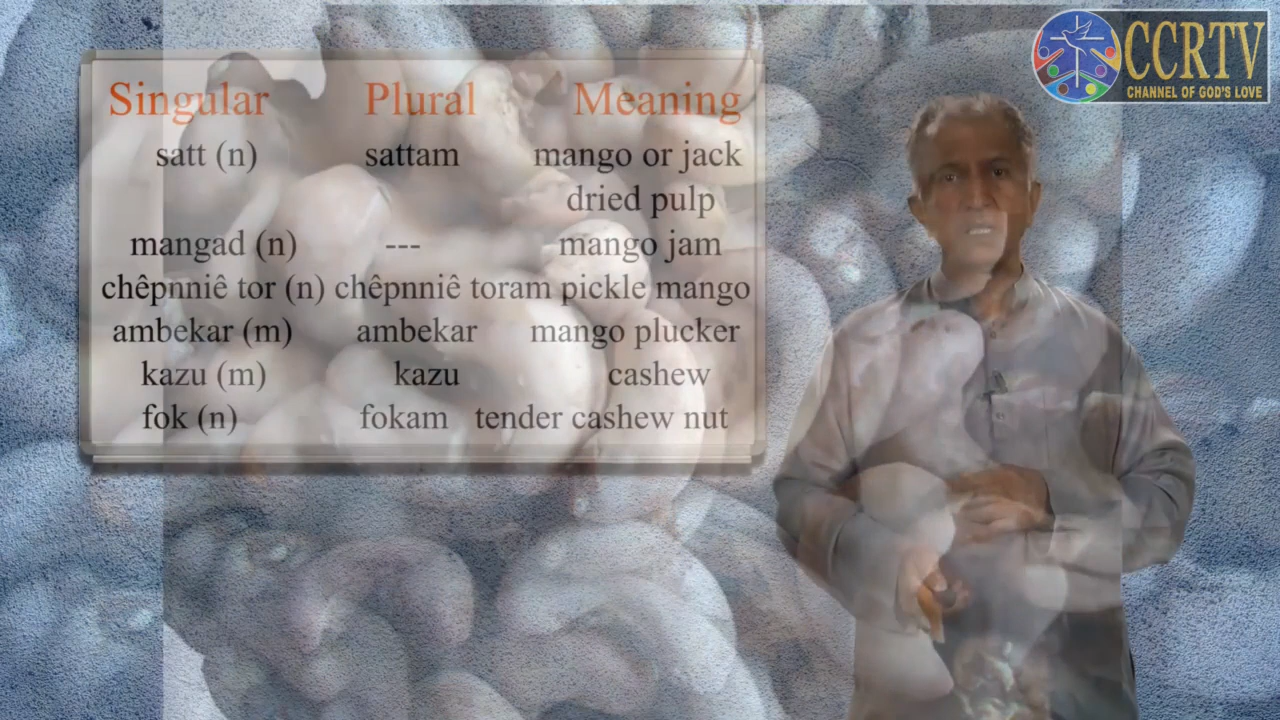 CCRTV
CHANNEL OF GOD'S LOVE
Singular Plural Meaning
satt (n) sattam mango or jack
dried pulp
mangad (n) --- mango jam
chêpnniê tor (n) chêpnniê toram pickle mango
ambekar (m) ambekar mango plucker
kazu (m) kazu cashew
fok (n) fokam tender cashew nut